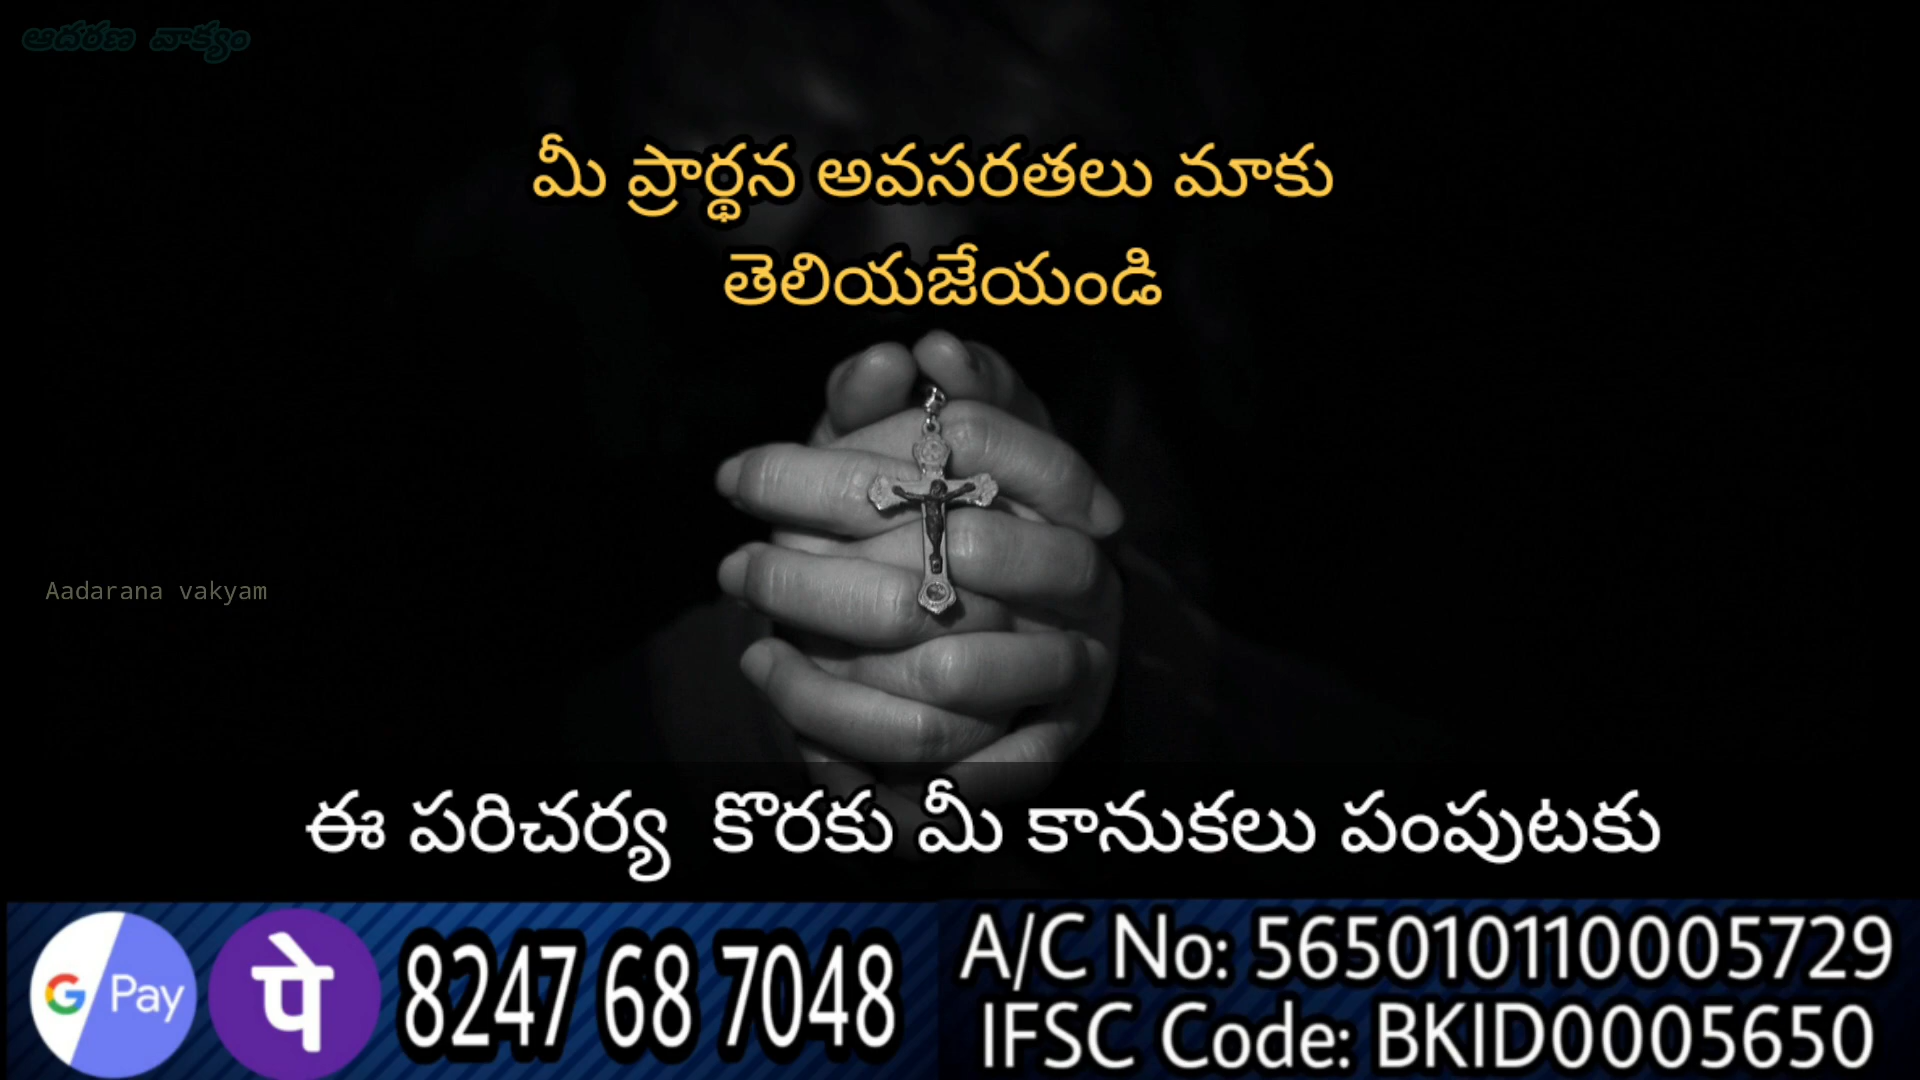 ఆదరణ వాక్యం
మీ ప్రార్థన అవసరతలు మాకు
తెలియజేయండి
Aadarana vakyam
ఈ పరిచర్య కొరకు మీ కానుకలు పంపుటకు
G Pay
पे
8247 68 7048
A/C No: 565010110005729
IFSC Code: BKID0005650